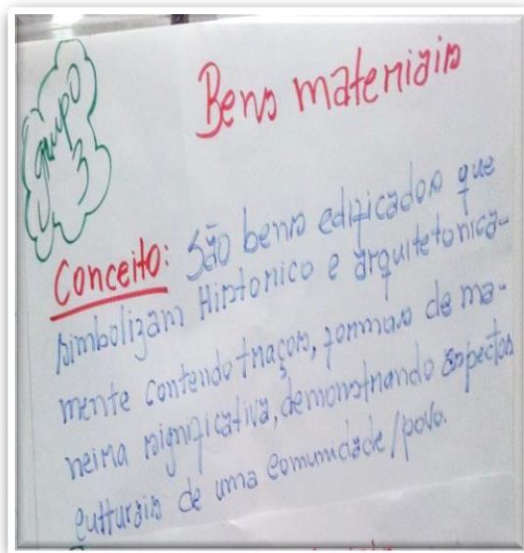 grupo
3
Bens materiais
Conceito: São bens edificados que
simbolizam Historico e arquitetonica-
mente contendo traços, formas de ma-
neira significativa, demonstrando aspectos
culturais de uma comunidade/povo.